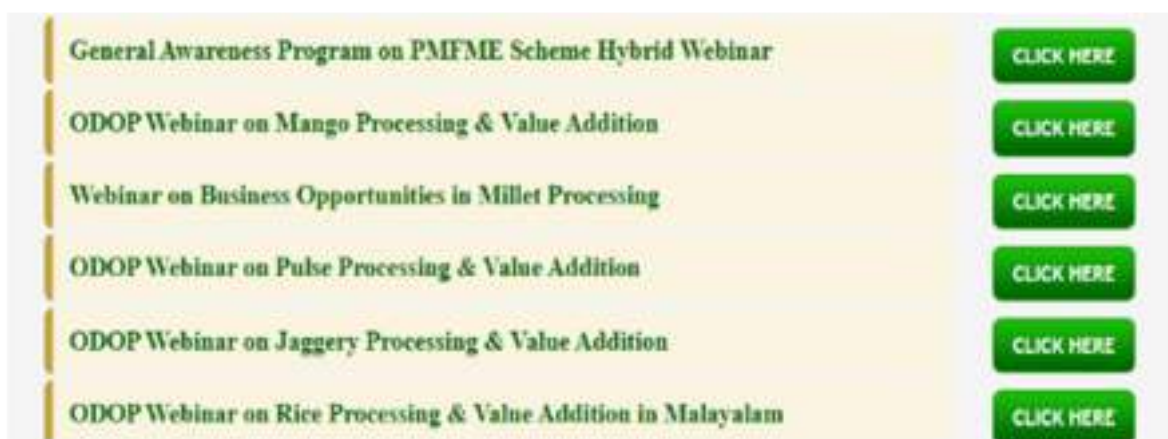 General Awareness Program on PMFME Scheme Hybrid Webinar CLICK HERE
ODOP Webinar on Mango Processing & Value Addition CLICK HERE
Webinar on Business Opportunities in Millet Processing CLICK HERE
ODOP Webinar on Pulse Processing & Value Addition CLICK HERE
ODOP Webinar on Jaggery Processing & Value Addition CLICK HERE
ODOP Webinar on Rice Processing & Value Addition in Malayalam CLICK HERE